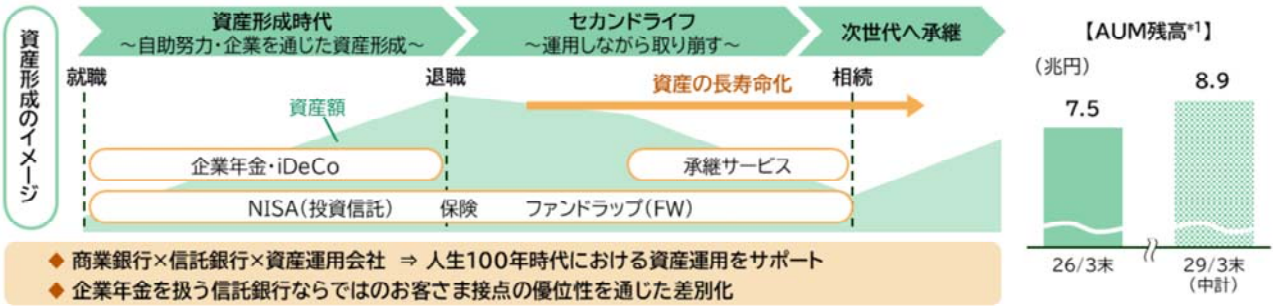 資産形成のイメージ
資産形成時代
～自助努力・企業を通じた資産形成～
セカンドライフ
～運用しながら取り崩す～
次世代へ承継
就職
退職
相続
資産の長寿命化
資産額
企業年金・iDeCo
承継サービス
NISA（投資信託） 保険 ファンドラップ（FW）
◆ 商業銀行×信託銀行×資産運用会社 ⇒ 人生100年時代における資産運用をサポート
◆ 企業年金を扱う信託銀行ならではのお客さま接点の優位性を通じた差別化
【AUM残高*1】
（兆円）
7.5
8.9
26/3末
29/3末
（中計）